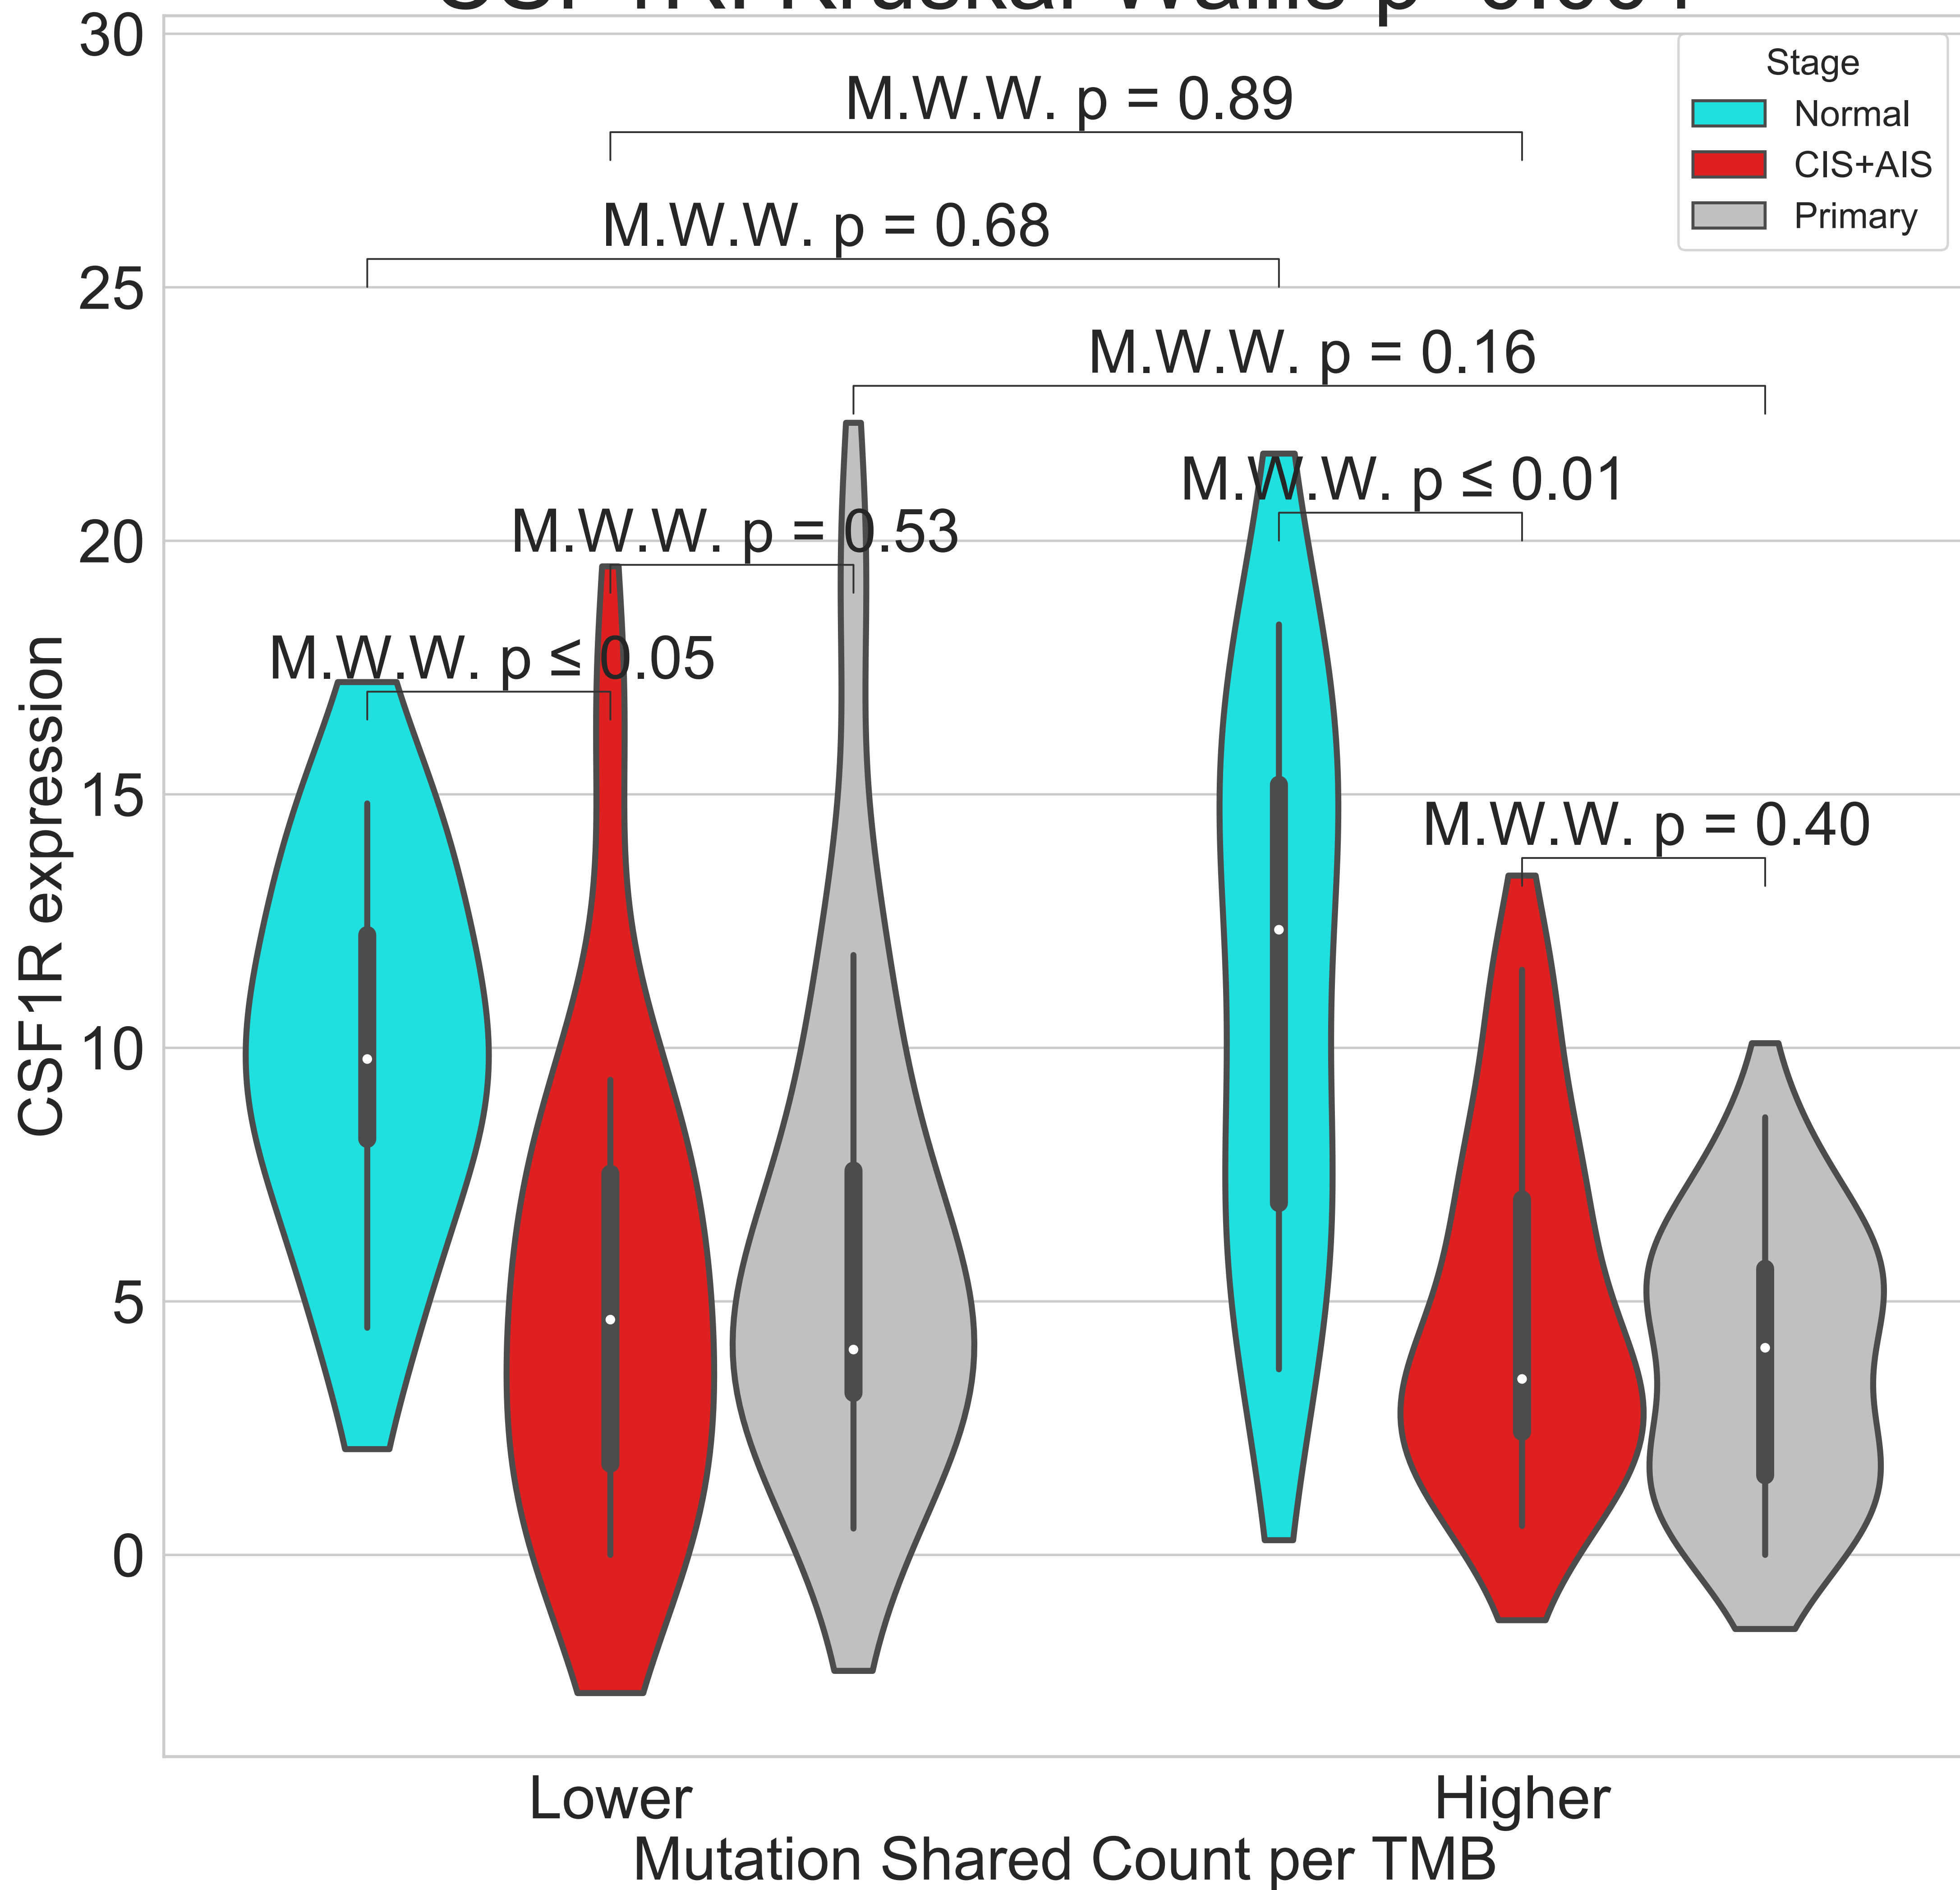 30
M.W.W. p = 0.89
Stage
Normal
CIS+AIS
Primary
M.W.W. p = 0.68
25
M.W.W. p = 0.16
M.W.W. p ≤ 0.01
20
M.W.W. p = 0.53
M.W.W. p ≤ 0.05
15
M.W.W. p = 0.40
CSF1R expression
10
5
0
Lower
Higher
Mutation Shared Count per TMB